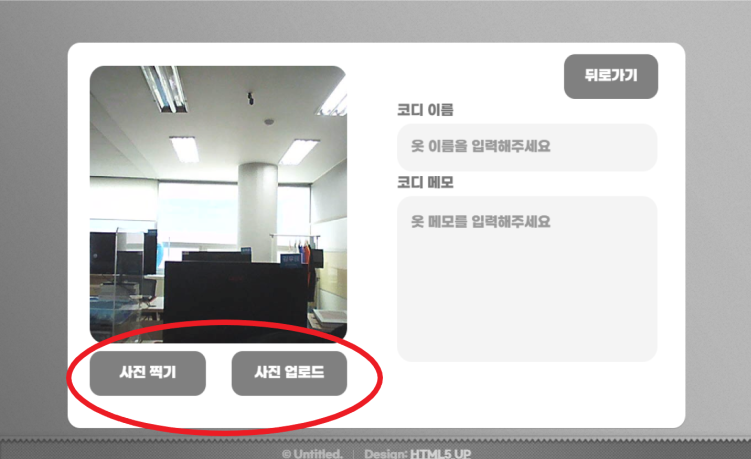 뒤로가기
코디 이름
옷 이름을 입력해주세요
코디 메모
옷 메모를 입력해주세요
사진 찍기
사진 업로드
© Untitled. | Design: HTML5 UP